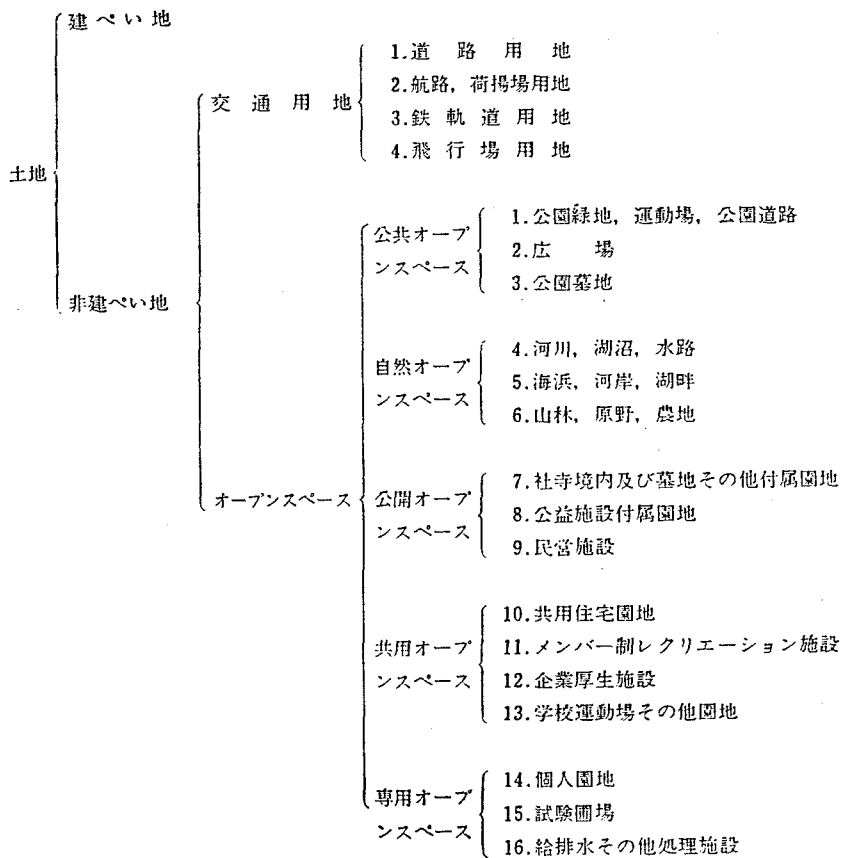 土地
建ぺい地
非建ぺい地
交通用地
1.道路用地
2.航路，荷揚場用地
3.鉄軌道用地
4.飛行場用地
オープンスペース
公共オープ
ンスペース
1.公園緑地，運動場，公園道路
2.広場
3.公園墓地
自然オープ
ンスペース
4.河川，湖沼，水路
5.海浜，河岸，湖畔
6.山林，原野，農地
公開オープ
ンスペース
7.社寺境内及び墓地その他付属園地
8.公益施設付属園地
9.民営施設
共用オープ
ンスペース
10.共用住宅園地
11.メンバー制レクリエーション施設
12.企業厚生施設
13.学校運動場その他園地
専用オープ
ンスペース
14.個人園地
15.試験圃場
16.給排水その他処理施設